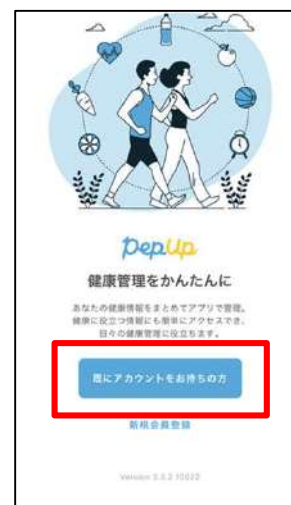 PepUp
健康管理をかんたんに
あなたの健康情報をまとめてアプリで管理。
健康に役立つ情報にも簡単にアクセスでき、
日々の健康管理に役立ちます。
既にアカウントをお持ちの方
新規会員登録